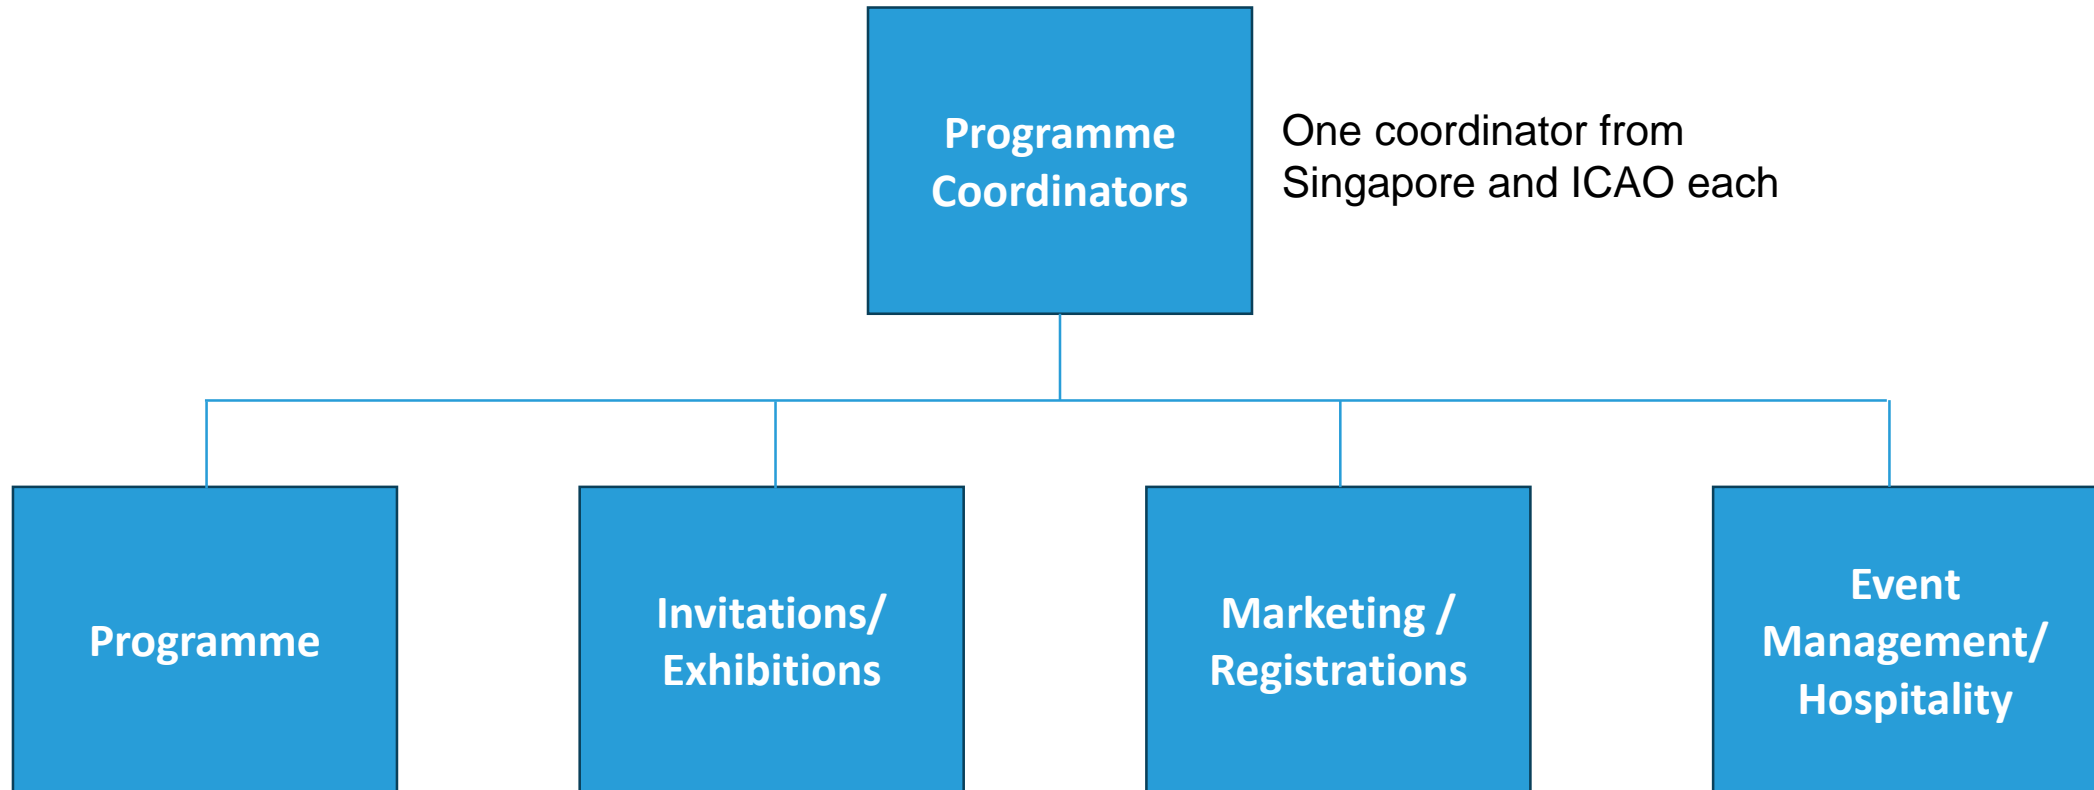 Programme
Coordinators
One coordinator from
Singapore and ICAO each
Programme
Invitations/
Exhibitions
Marketing /
Registrations
Event
Management/
Hospitality